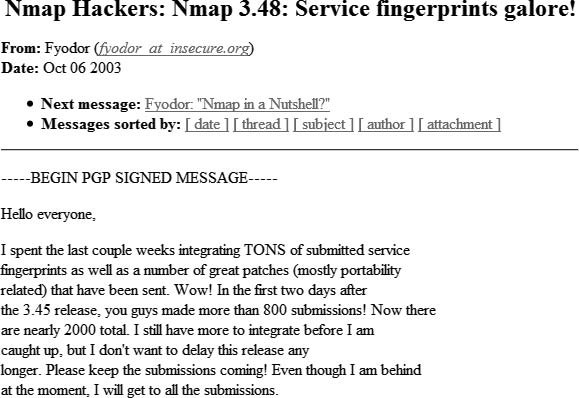 Nmap Hackers: Nmap 3.48: Service fingerprints galore!
From: Fyodor (fyodor_at_insecure.org)
Date: Oct 06 2003
• Next message: Fyodor: "Nmap in a Nutshell?"
• Messages sorted by: [ date ] [ thread ] [ subject ] [ author ] [ attachment ]
-----BEGIN PGP SIGNED MESSAGE-----
Hello everyone,
I spent the last couple weeks integrating TONS of submitted service
fingerprints as well as a number of great patches (mostly portability
related) that have been sent. Wow! In the first two days after
the 3.45 release, you guys made more than 800 submissions! Now there
are nearly 2000 total. I still have more to integrate before I am
caught up, but I don't want to delay this release any
longer. Please keep the submissions coming! Even though I am behind
at the moment, I will get to all the submissions.